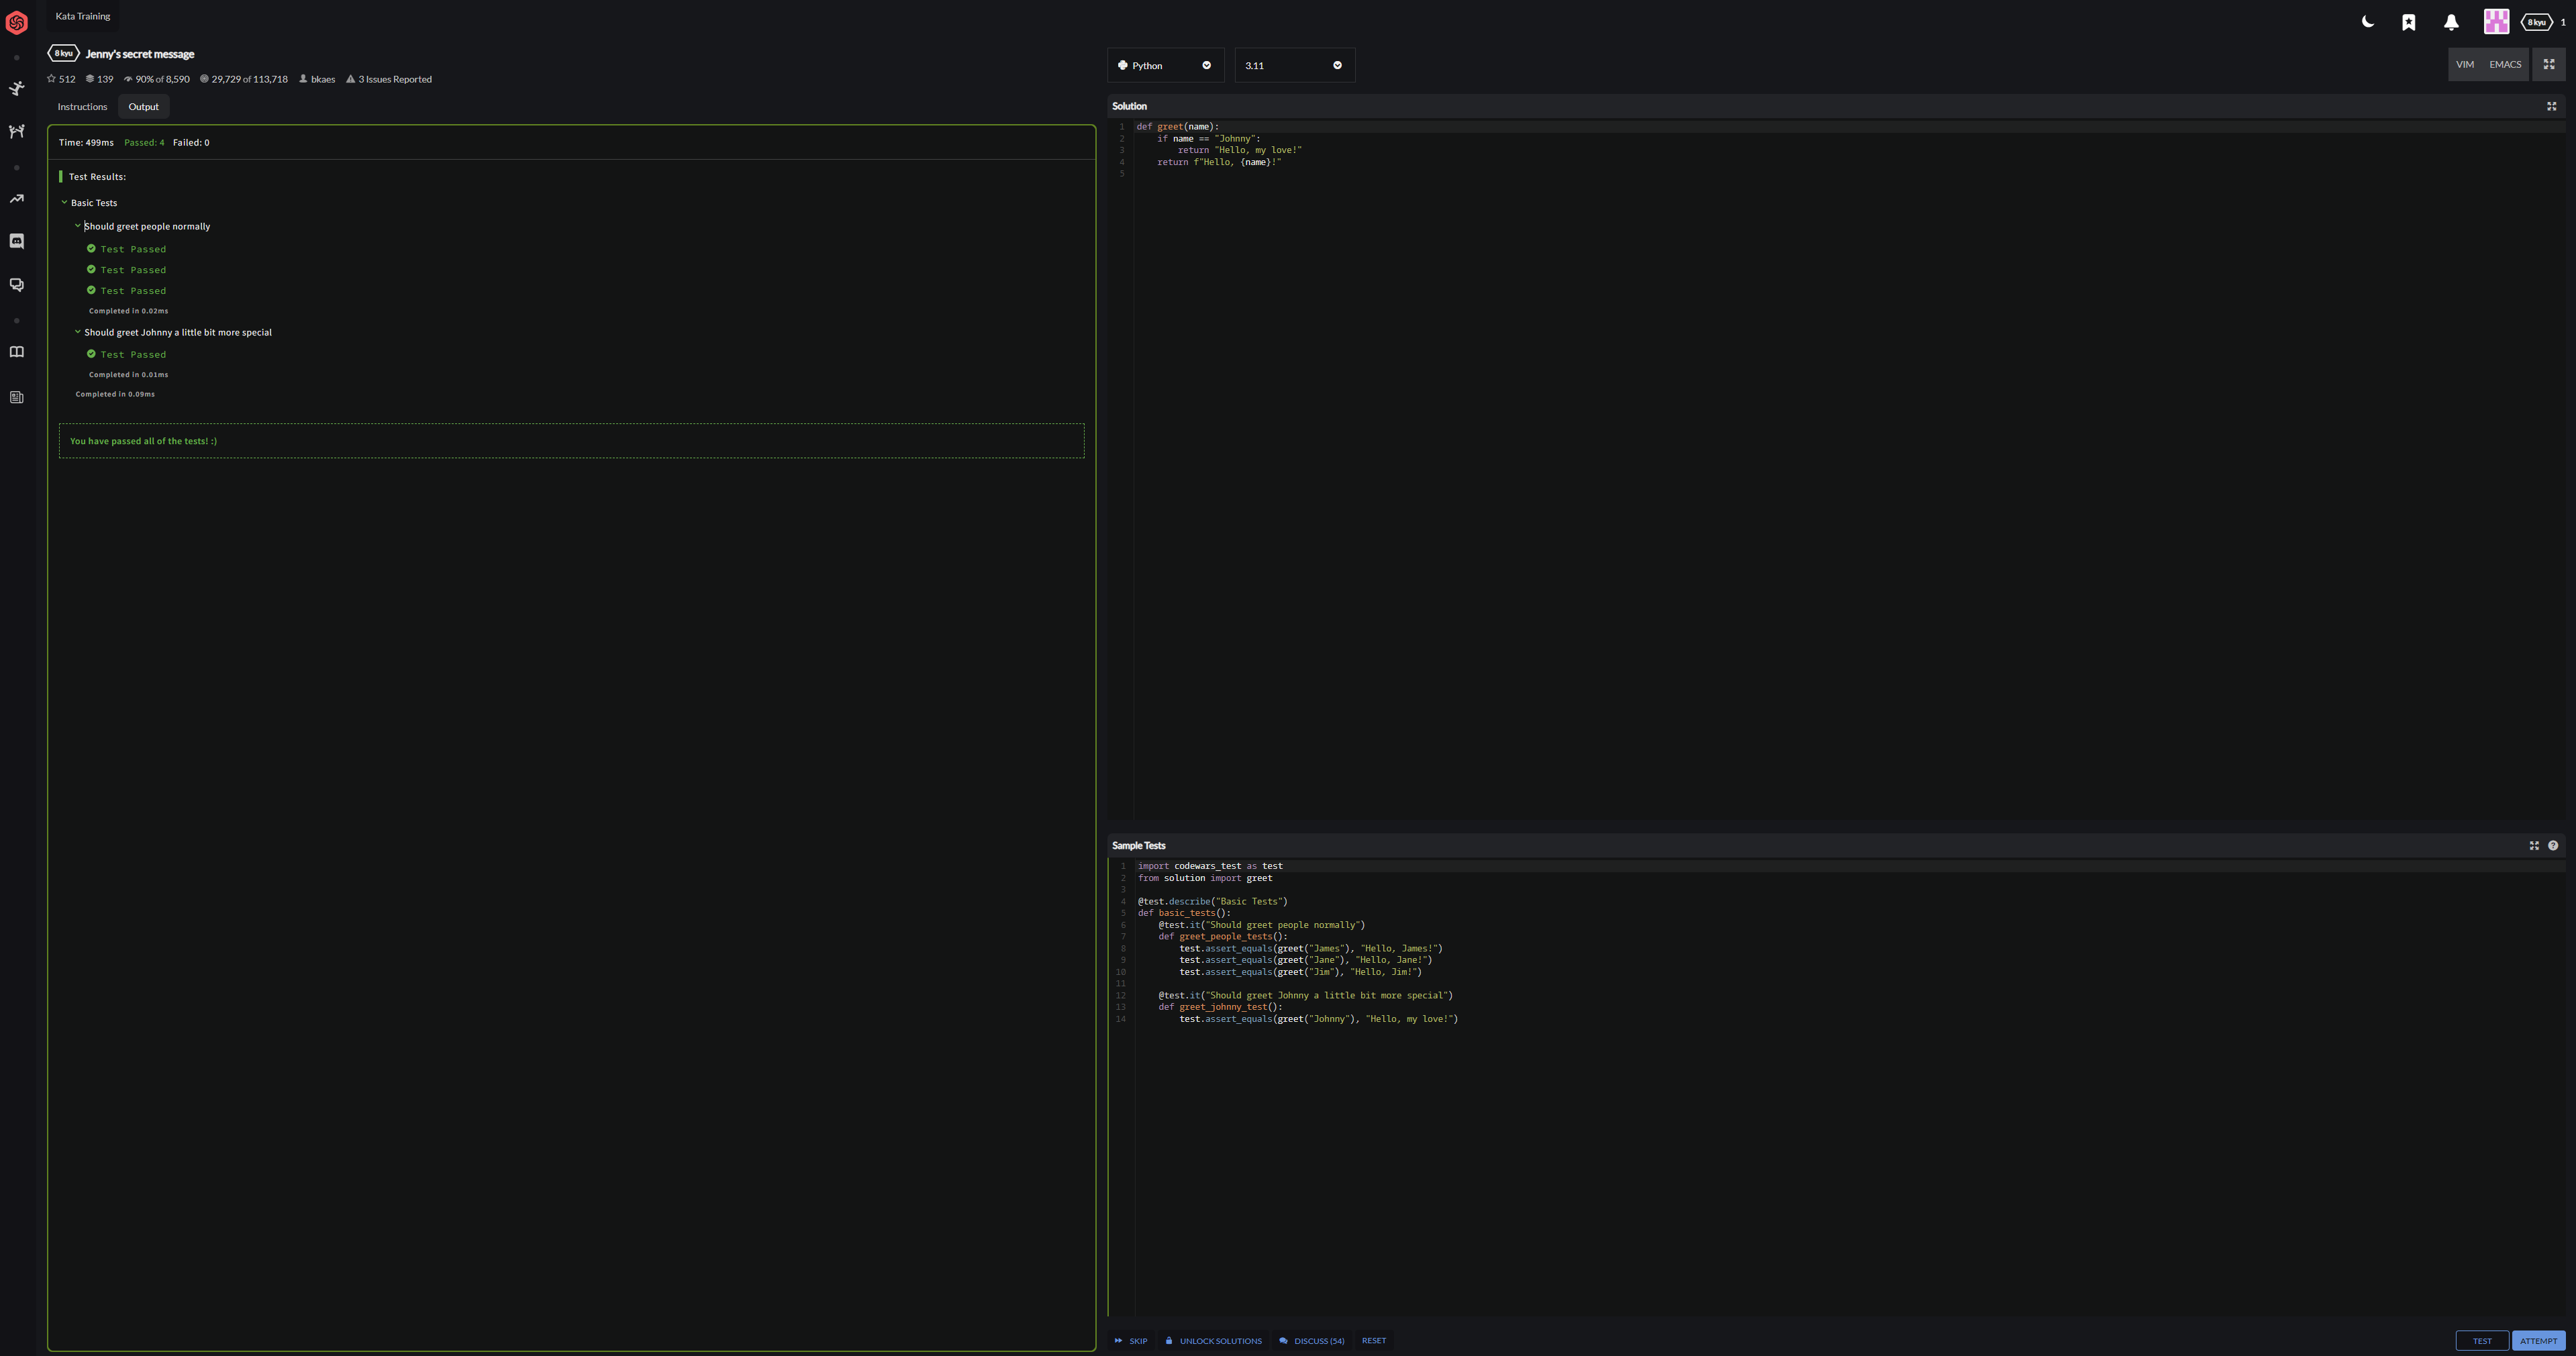 Kata Training
8 kyu 1
8 kyu Jenny's secret message
512 139 90% of 8,590 29,729 of 113,718 bkaes 3 Issues Reported
Instructions Output
Time: 499ms Passed: 4 Failed: 0
Test Results:
Basic Tests
Should greet people normally
Test Passed
Test Passed
Test Passed
Completed in 0.02ms
Should greet Johnny a little bit more special
Test Passed
Completed in 0.01ms
Completed in 0.09ms
You have passed all of the tests! :)
Python 3.11 VIM EMACS
Solution
1 def greet(name):
2     if name == "Johnny":
3         return "Hello, my love!"
4     return f"Hello, {name}!"
5
Sample Tests
1 import codewars_test as test
2 from solution import greet
3
4 @test.describe("Basic Tests")
5 def basic_tests():
6     @test.it("Should greet people normally")
7     def greet_people_tests():
8         test.assert_equals(greet("James"), "Hello, James!")
9         test.assert_equals(greet("Jane"), "Hello, Jane!")
10         test.assert_equals(greet("Jim"), "Hello, Jim!")
11
12     @test.it("Should greet Johnny a little bit more special")
13     def greet_johnny_test():
14         test.assert_equals(greet("Johnny"), "Hello, my love!")
SKIP UNLOCK SOLUTIONS DISCUSS (54) RESET TEST ATTEMPT